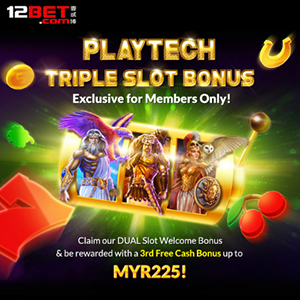 12BET
.com
PLAYTECH
TRIPLE SLOT BONUS
Exclusive for Members Only!
Claim our DUAL Slot Welcome Bonus
& be rewarded with a 3rd Free Cash Bonus up to
MYR225!